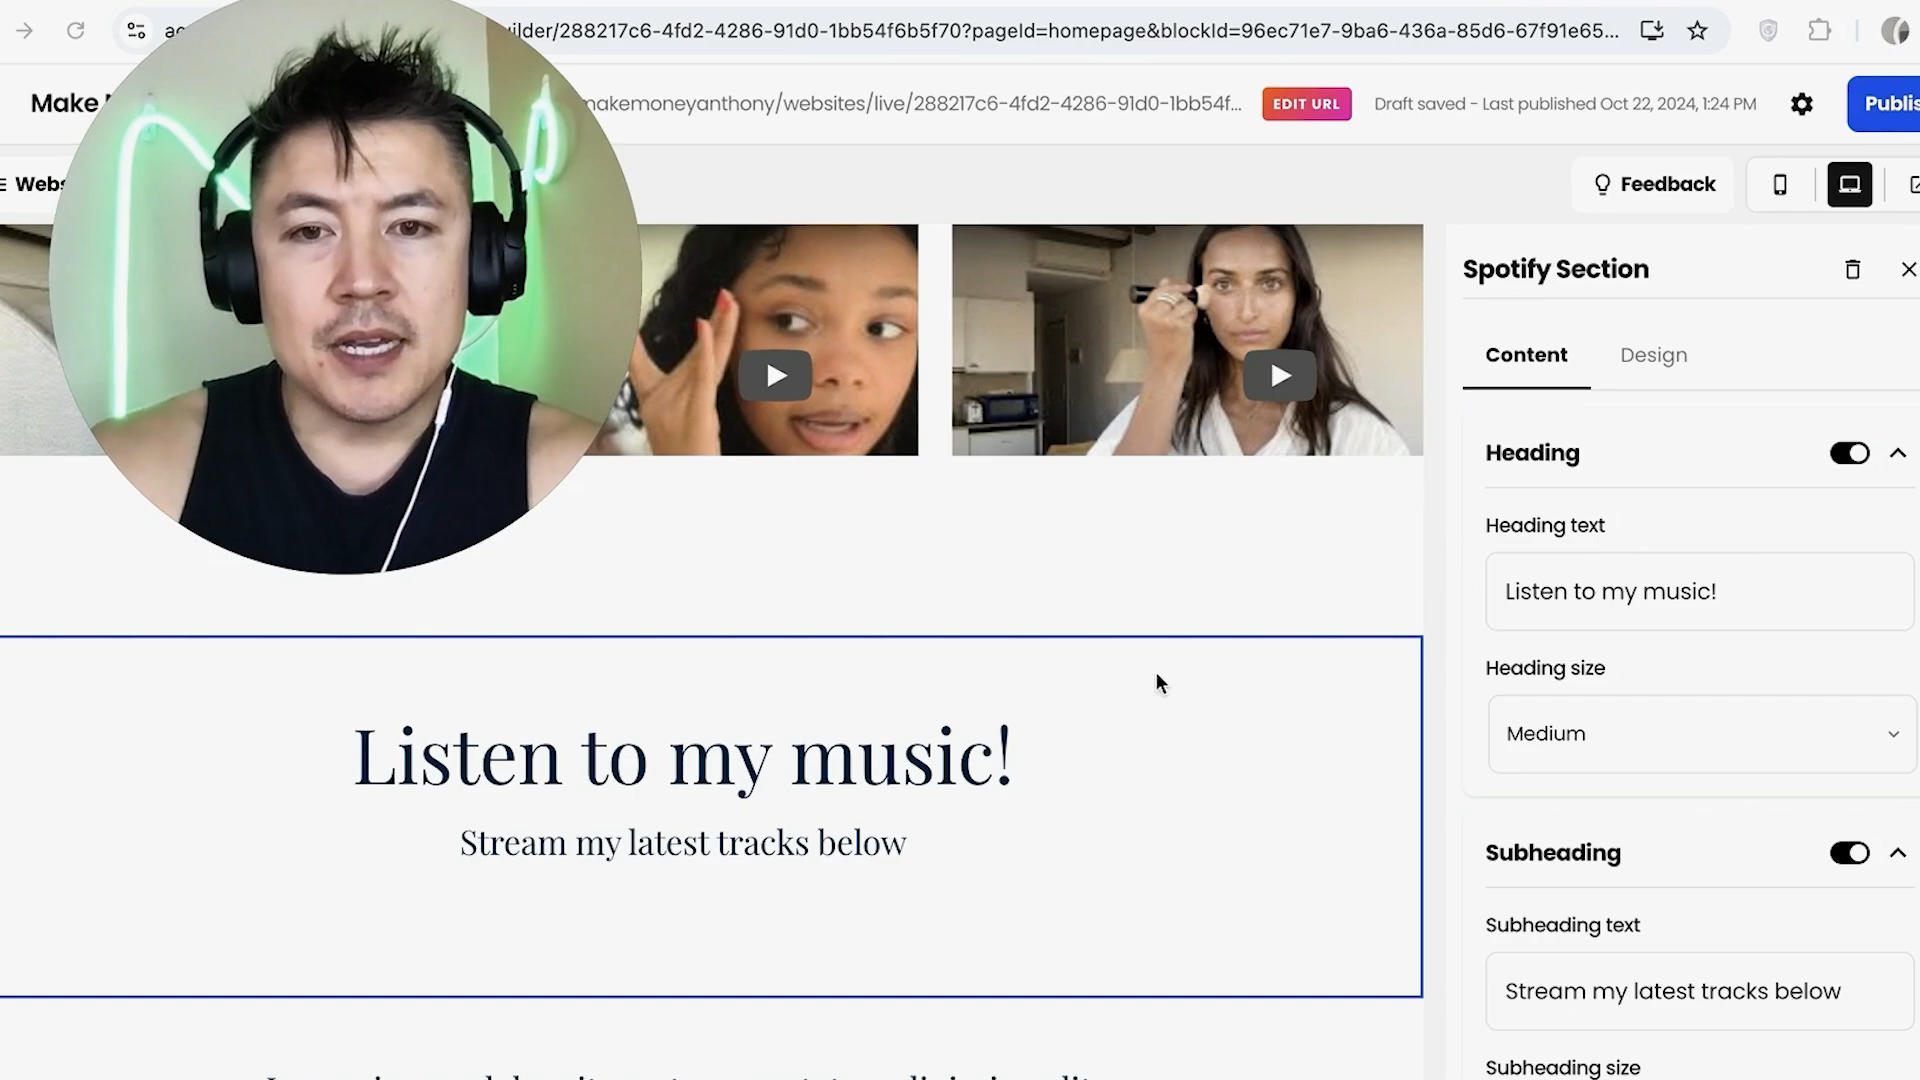 ilder/288217c6-4fd2-4286-91d0-1bb54f6b5f70?pageId=homepage&blockId=96ec71e7-9ba6-436a-85d6-67f91e65...
Make
makemoneyanthony/websites/live/288217c6-4fd2-4286-91d0-1bb54f...
EDIT URL
Draft saved - Last published Oct 22, 2024, 1:24 PM
Publis
Webs
Feedback
Spotify Section
Content
Design
Heading
Heading text
Listen to my music!
Heading size
Medium
Listen to my music!
Stream my latest tracks below
Subheading
Subheading text
Stream my latest tracks below
Subheading size